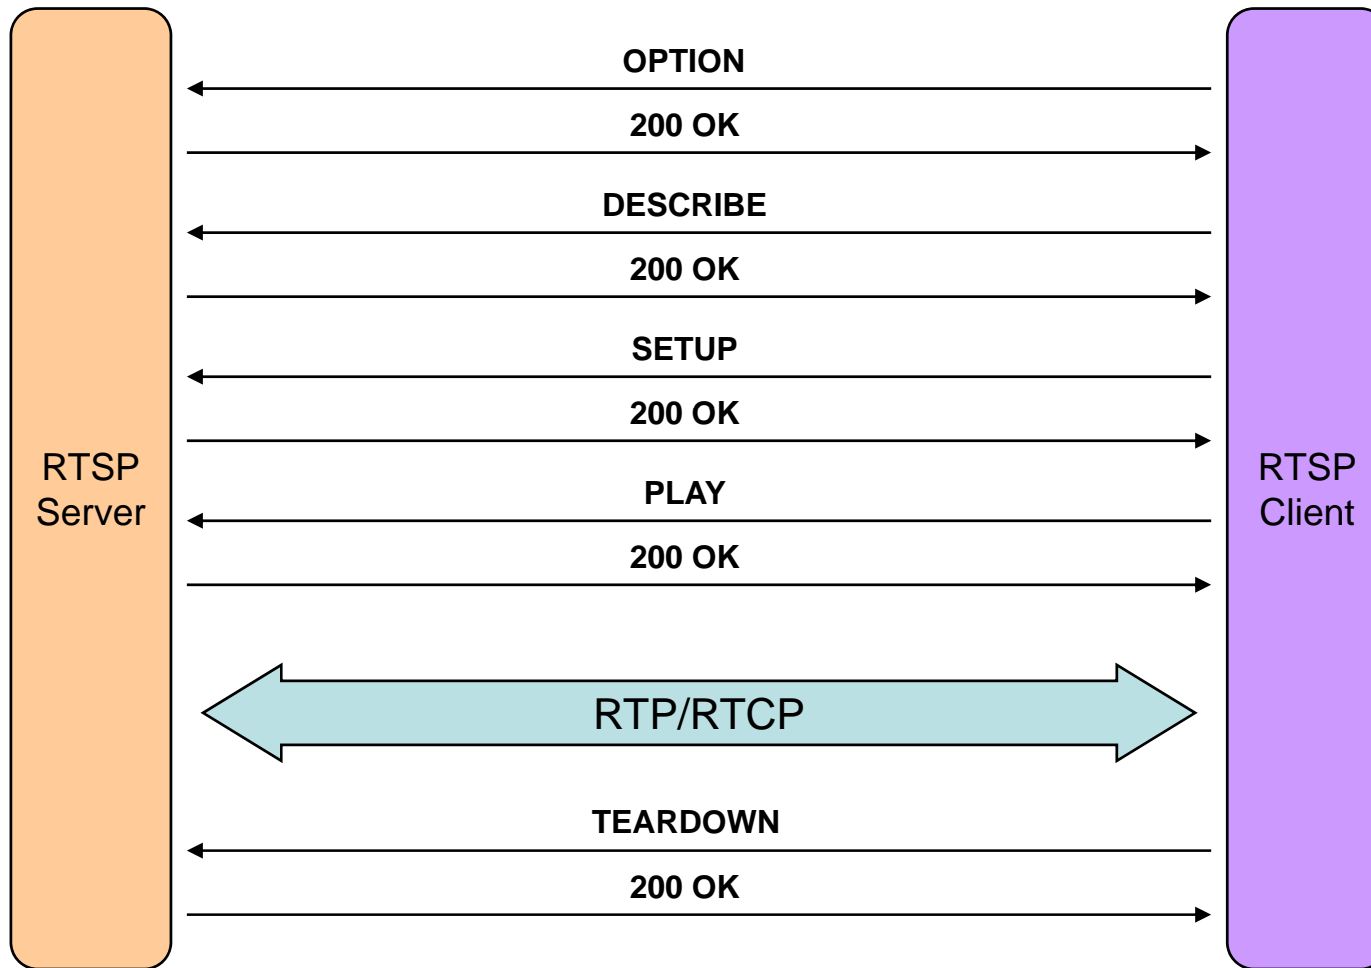 OPTION
200 OK
DESCRIBE
200 OK
SETUP
200 OK
RTSP
Server
RTSP
Client
PLAY
200 OK
RTP/RTCP
TEARDOWN
200 OK